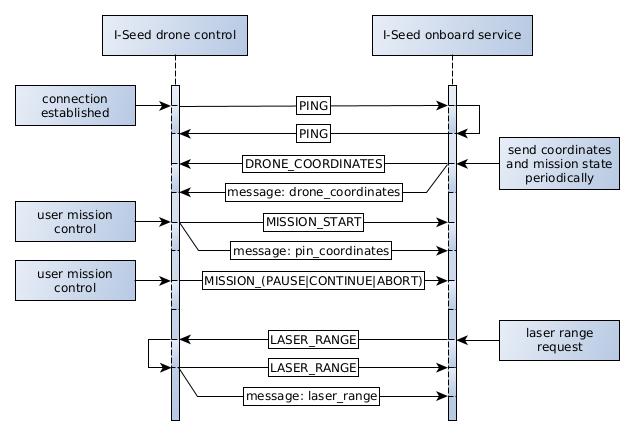 I-Seed drone control
I-Seed onboard service
connection
established
PING
PING
DRONE_COORDINATES
send coordinates
and mission state
periodically
message: drone_coordinates
user mission
control
MISSION_START
message: pin_coordinates
user mission
control
MISSION_(PAUSE|CONTINUE|ABORT)
LASER_RANGE
laser range
request
LASER_RANGE
message: laser_range